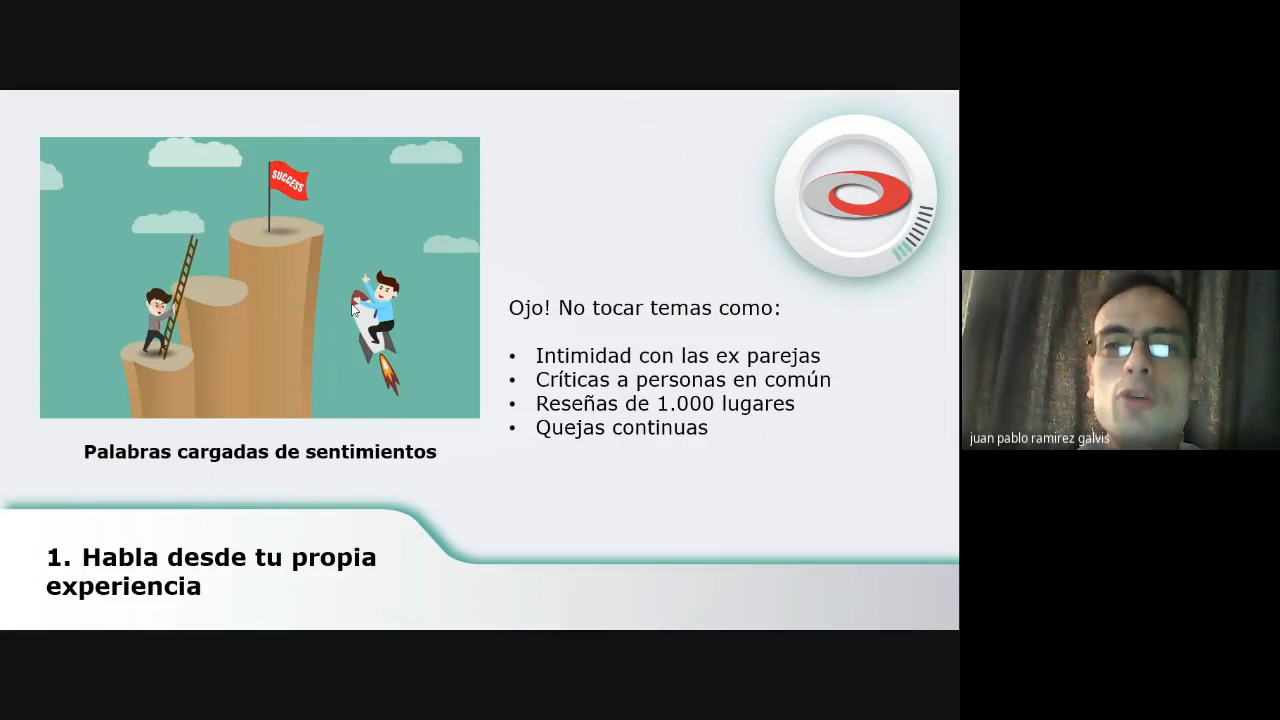 SUCCESS
Palabras cargadas de sentimientos
Ojo! No tocar temas como:
• Intimidad con las ex parejas
• Críticas a personas en común
• Reseñas de 1.000 lugares
• Quejas continuas
1. Habla desde tu propia
experiencia
juan pablo ramirez galvis